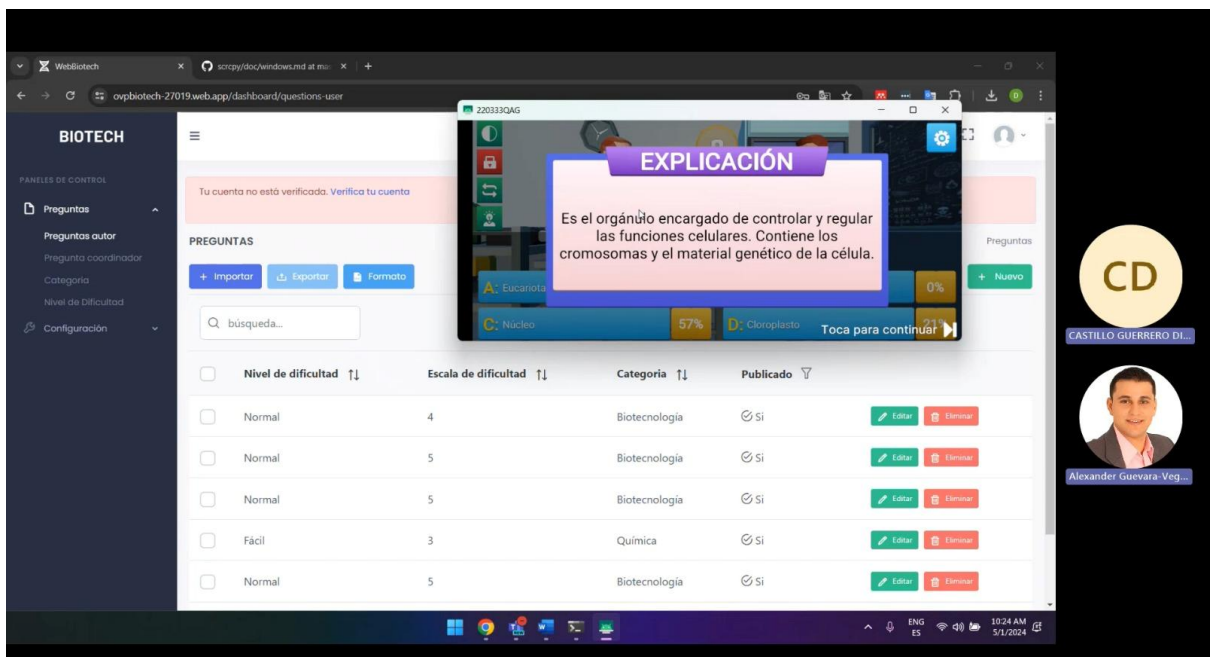 WebBiotech
scrcpy/doc/windows.md at ma
ovpbiotech-27019.web.app/dashboard/questions-user
220333QAG
BIOTECH
PANELES DE CONTROL
Preguntas
Preguntas autor
Pregunta coordinador
Categoria
Nivel de Dificultad
Configuración
Tu cuenta no está verificada. Verifica tu cuenta
PREGUNTAS
Preguntas
+ Importar
Exportar
Formato
+ Nuevo
búsqueda...
EXPLICACIÓN
Es el orgánulo encargado de controlar y regular
las funciones celulares. Contiene los
cromosomas y el material genético de la célula.
A: Eucariota
0%
C: Núcleo
57%
D: Cloroplasto
21%
Toca para continuar
Nivel de dificultad
Escala de dificultad
Categoria
Publicado
Normal 4 Biotecnología Si Editar Eliminar
Normal 5 Biotecnología Si Editar Eliminar
Normal 5 Biotecnología Si Editar Eliminar
Fácil 3 Química Si Editar Eliminar
Normal 5 Biotecnología Si Editar Eliminar
CD
CASTILLO GUERRERO DI...
Alexander Guevara-Veg...
ENG
ES
10:24 AM
5/1/2024